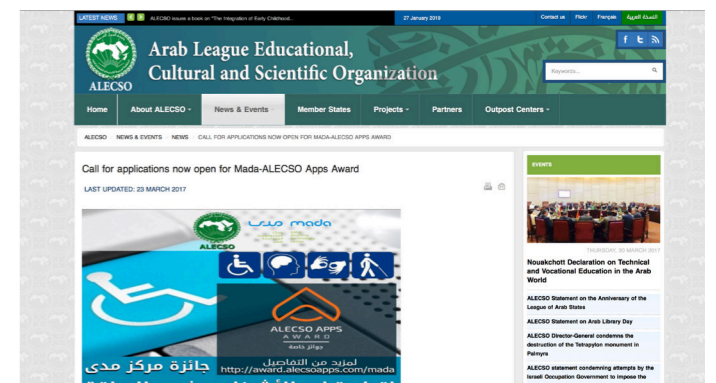 LATEST NEWS
ALECSO issues a book on "The Integration of Early Childhood...
27 January 2019
Contact us Flickr Français النسخة العربية
ALECSO
Arab League Educational,
Cultural and Scientific Organization
Keywords...
Home About ALECSO News & Events Member States Projects Partners Outpost Centers
ALECSO NEWS & EVENTS NEWS CALL FOR APPLICATIONS NOW OPEN FOR MADA-ALECSO APPS AWARD
Call for applications now open for Mada-ALECSO Apps Award
LAST UPDATED: 23 MARCH 2017
ALECSO
مدى mada
ALECSO APPS
AWARD
جوائز خاصة
جائزة مركز مدى
لمزيد من التفاصيل
http://award.alecsoapps.com/mada
EVENTS
THURSDAY, 30 MARCH 2017
Nouakchott Declaration on Technical
and Vocational Education in the Arab
World
ALECSO Statement on the Anniversary of the
League of Arab States
ALECSO Statement on Arab Library Day
ALECSO Director-General condemns the
destruction of the Tetrapylon monument in
Palmyra
ALECSO statement condemning attempts by the
Israeli Occupation Government to impose the